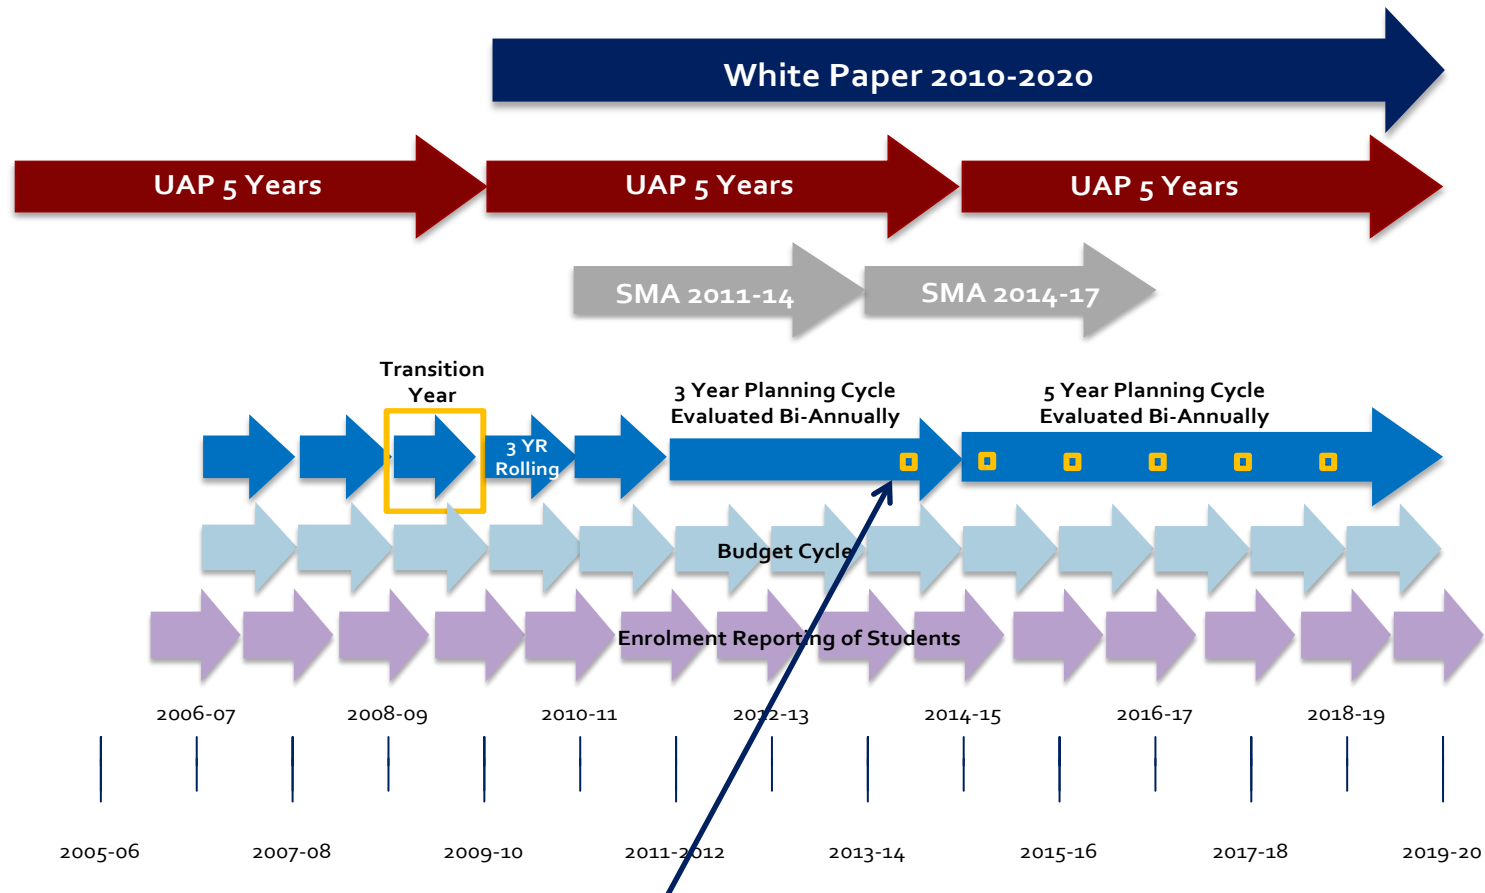 White Paper 2010-2020
UAP 5 Years
UAP 5 Years
UAP 5 Years
SMA 2011-14
SMA 2014-17
Transition
Year
3 Year Planning Cycle
Evaluated Bi-Annually
5 Year Planning Cycle
Evaluated Bi-Annually
3 YR
Rolling
Budget Cycle
Enrolment Reporting of Students
2006-07
2008-09
2010-11
2012-13
2014-15
2016-17
2018-19
2005-06
2007-08
2009-10
2011-2012
2013-14
2015-16
2017-18
2019-20